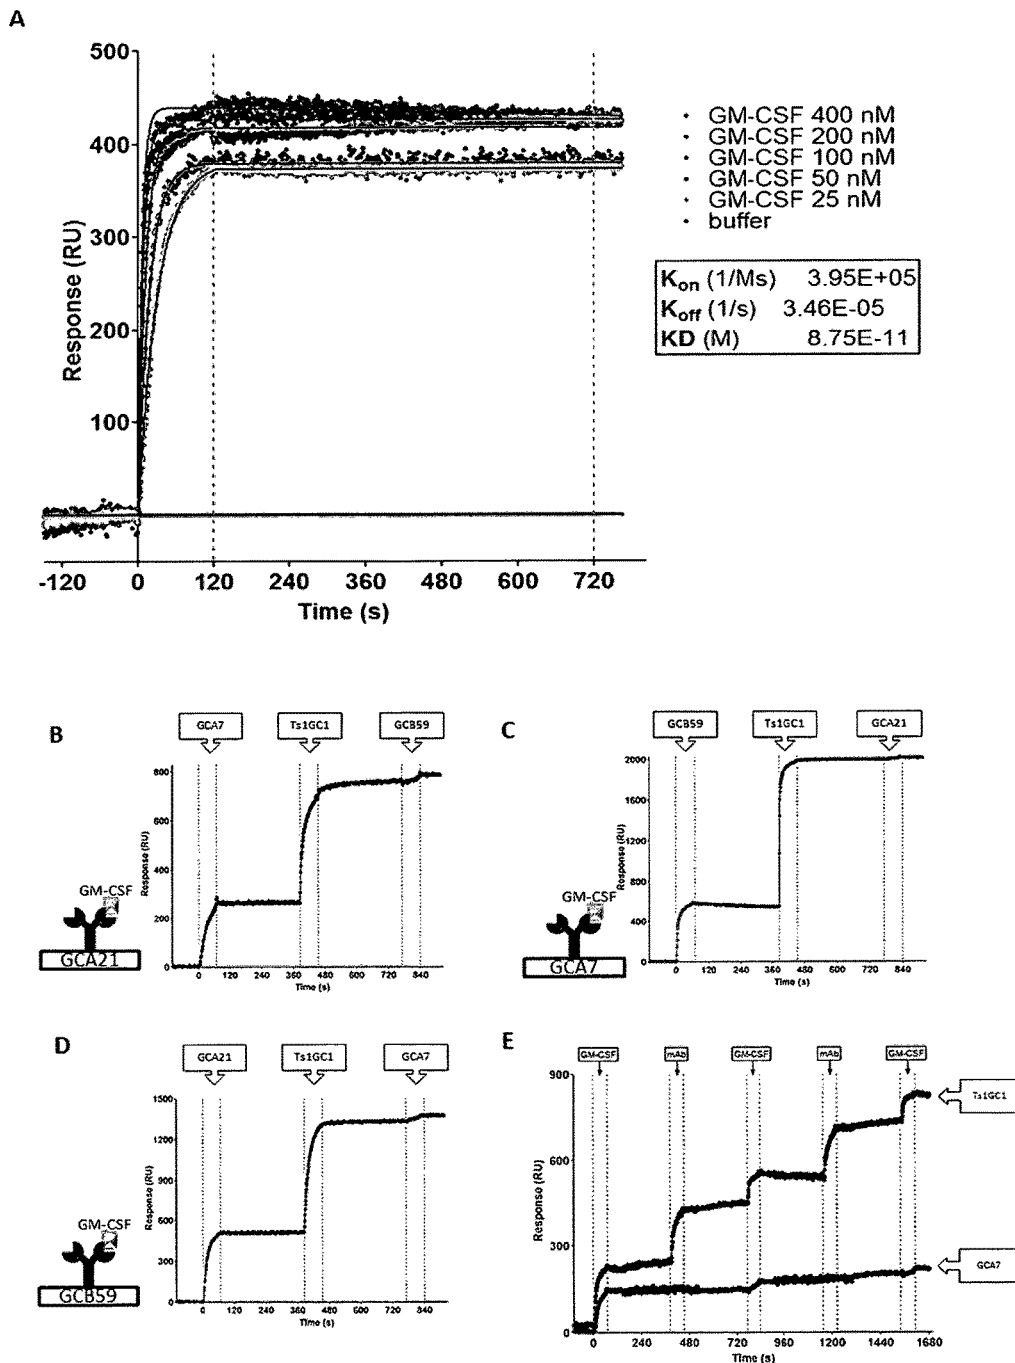 A
500
400
300
200
100
0
Response (RU)
-120 0 120 240 360 480 600 720
Time (s)
GM-CSF 400 nM
GM-CSF 200 nM
GM-CSF 100 nM
GM-CSF 50 nM
GM-CSF 25 nM
buffer
Kon (1/Ms) 3.95E+05
Koff (1/s) 3.46E-05
KD (M) 8.75E-11
B
GCA7
Ts1GC1
GCB59
800
600
400
200
0
Response (RU)
0 120 240 360 480 600 720 840
Time (s)
GM-CSF
GCA21
C
GCB59
Ts1GC1
GCA21
2000
1600
1200
800
400
0
Response (RU)
0 120 240 360 480 600 720 840
Time (s)
GM-CSF
GCA7
D
GCA21
Ts1GC1
GCA7
1500
1200
900
600
300
0
Response (RU)
0 120 240 360 480 600 720 840
Time (s)
GM-CSF
GCB59
E
GM-CSF
mAb
GM-CSF
mAb
GM-CSF
900
600
300
0
Response (RU)
0 240 480 720 960 1200 1440 1680
Time (s)
Ts1GC1
GCA7